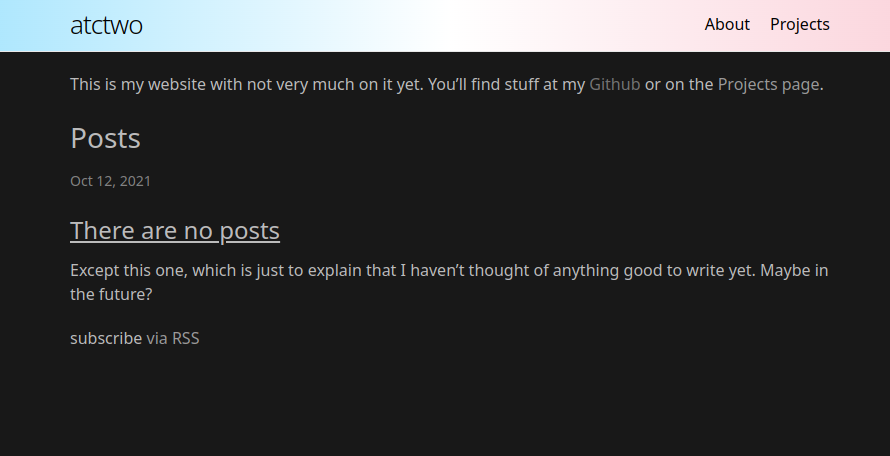 atctwo
About Projects
This is my website with not very much on it yet. You’ll find stuff at my Github or on the Projects page.
Posts
Oct 12, 2021
There are no posts
Except this one, which is just to explain that I haven’t thought of anything good to write yet. Maybe in
the future?
subscribe via RSS